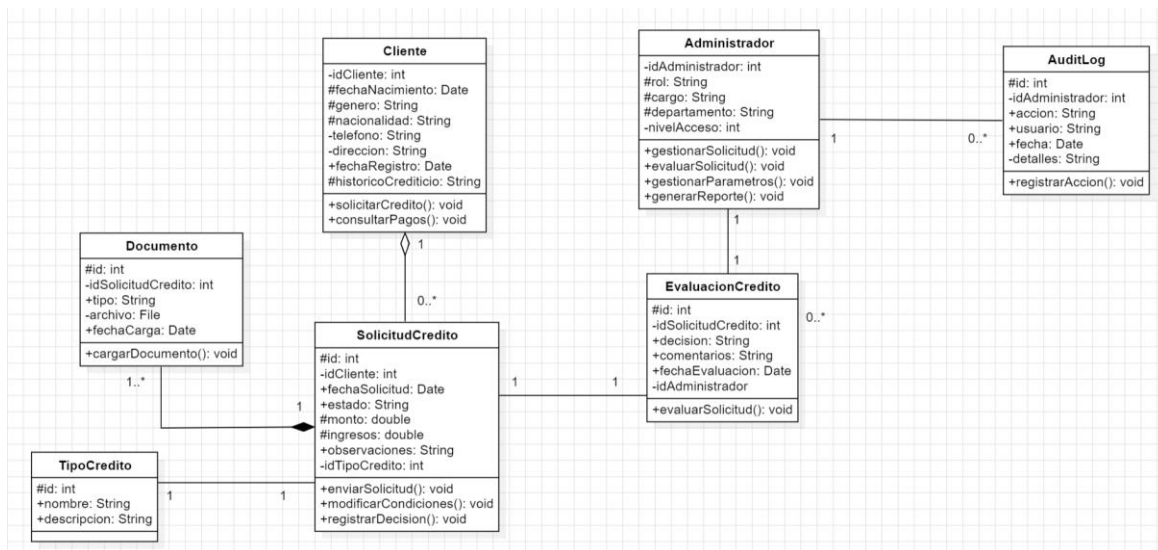 Cliente
-idCliente: int
#fechaNacimiento: Date
#genero: String
#nacionalidad: String
-telefono: String
-direccion: String
+fechaRegistro: Date
#historicoCrediticio: String
+solicitarCredito(): void
+consultarPagos(): void
1
0..*
Administrador
-idAdministrador: int
#rol: String
#cargo: String
#departamento: String
-nivelAcceso: int
+gestionarSolicitud(): void
+evaluarSolicitud(): void
+gestionarParametros(): void
+generarReporte(): void
1
0..*
1
1
AuditLog
#id: int
-idAdministrador: int
+accion: String
+usuario: String
+fecha: Date
-detalles: String
+registrarAccion(): void
Documento
#id: int
-idSolicitudCredito: int
+tipo: String
-archivo: File
+fechaCarga: Date
+cargarDocumento(): void
1..*
1
SolicitudCredito
#id: int
-idCliente: int
+fechaSolicitud: Date
+estado: String
#monto: double
#ingresos: double
+observaciones: String
-idTipoCredito: int
+enviarSolicitud(): void
+modificarCondiciones(): void
+registrarDecision(): void
1
1
EvaluacionCredito
#id: int
-idSolicitudCredito: int
+decision: String
+comentarios: String
+fechaEvaluacion: Date
-idAdministrador
+evaluarSolicitud(): void
0..*
TipoCredito
#id: int
+nombre: String
+descripcion: String
1
1